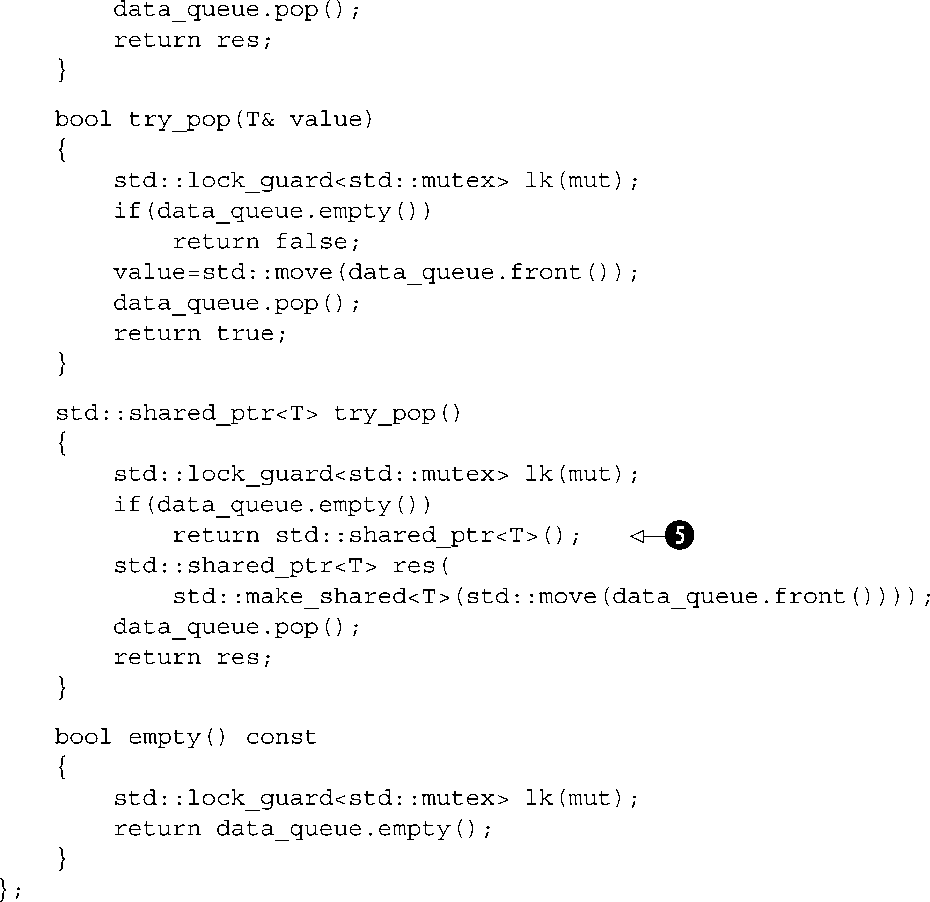 data_queue.pop();
        return res;
    }
    bool try_pop(T& value)
    {
        std::lock_guard<std::mutex> lk(mut);
        if(data_queue.empty())
            return false;
        value=std::move(data_queue.front());
        data_queue.pop();
        return true;
    }
    std::shared_ptr<T> try_pop()
    {
        std::lock_guard<std::mutex> lk(mut);
        if(data_queue.empty())
            return std::shared_ptr<T>(); 5
        std::shared_ptr<T> res(
            std::make_shared<T>(std::move(data_queue.front())));
        data_queue.pop();
        return res;
    }
    bool empty() const
    {
        std::lock_guard<std::mutex> lk(mut);
        return data_queue.empty();
    }
};